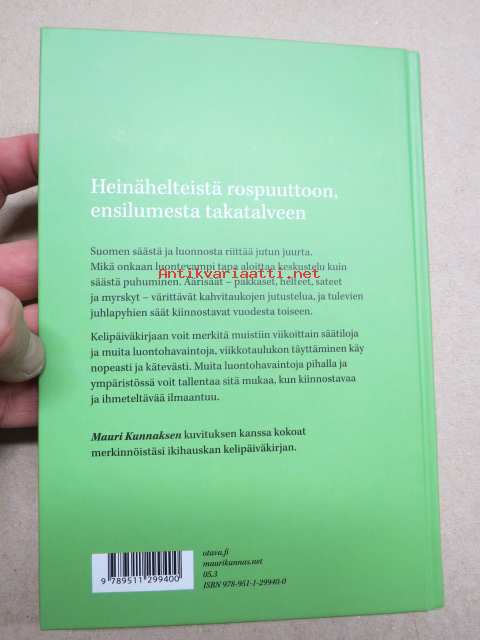 Heinähelteistä rospuuttoon,
ensilumesta takatalveen
Suomen säästä ja luonnosta riittää jutun juurta.
Mikä onkaan luontevampi tapa aloittaa keskustelu kuin
säästä puhuminen. Ääri­säät – pakkaset, helteet, sateet
ja myrskyt – värittävät kahvitaukojen jutustelua, ja tulevien
juhlapyhien säät kiinnostavat vuodesta toiseen.
Antikvariaatti.net
Kelipäiväkirjaan voit merkitä muistiin viikoittain säätiloja
ja muita luontohavaintoja, viikkotaulukon täyttäminen käy
nopeasti ja kätevästi. Muita luontohavaintoja pihalla ja
ympäristössä voit tallentaa sitä mukaa, kun kiinnostavaa
ja ihmeteltävää ilmaantuu.
Mauri Kunnaksen kuvituksen kanssa kokoat
merkinnöistäsi ikihauskan kelipäiväkirjan.
9 789511 299400
otava.fi
maurikunnas.net
05.3
ISBN 978-951-1-29940-0